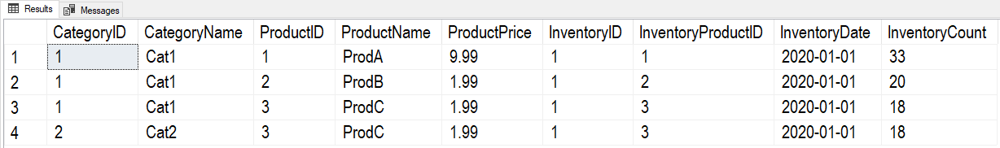 Results Messages
CategoryID CategoryName ProductID ProductName ProductPrice InventoryID InventoryProductID InventoryDate InventoryCount
1 1 Cat1 1 ProdA 9.99 1 1 2020-01-01 33
2 1 Cat1 2 ProdB 1.99 1 2 2020-01-01 20
3 1 Cat1 3 ProdC 1.99 1 3 2020-01-01 18
4 2 Cat2 3 ProdC 1.99 1 3 2020-01-01 18